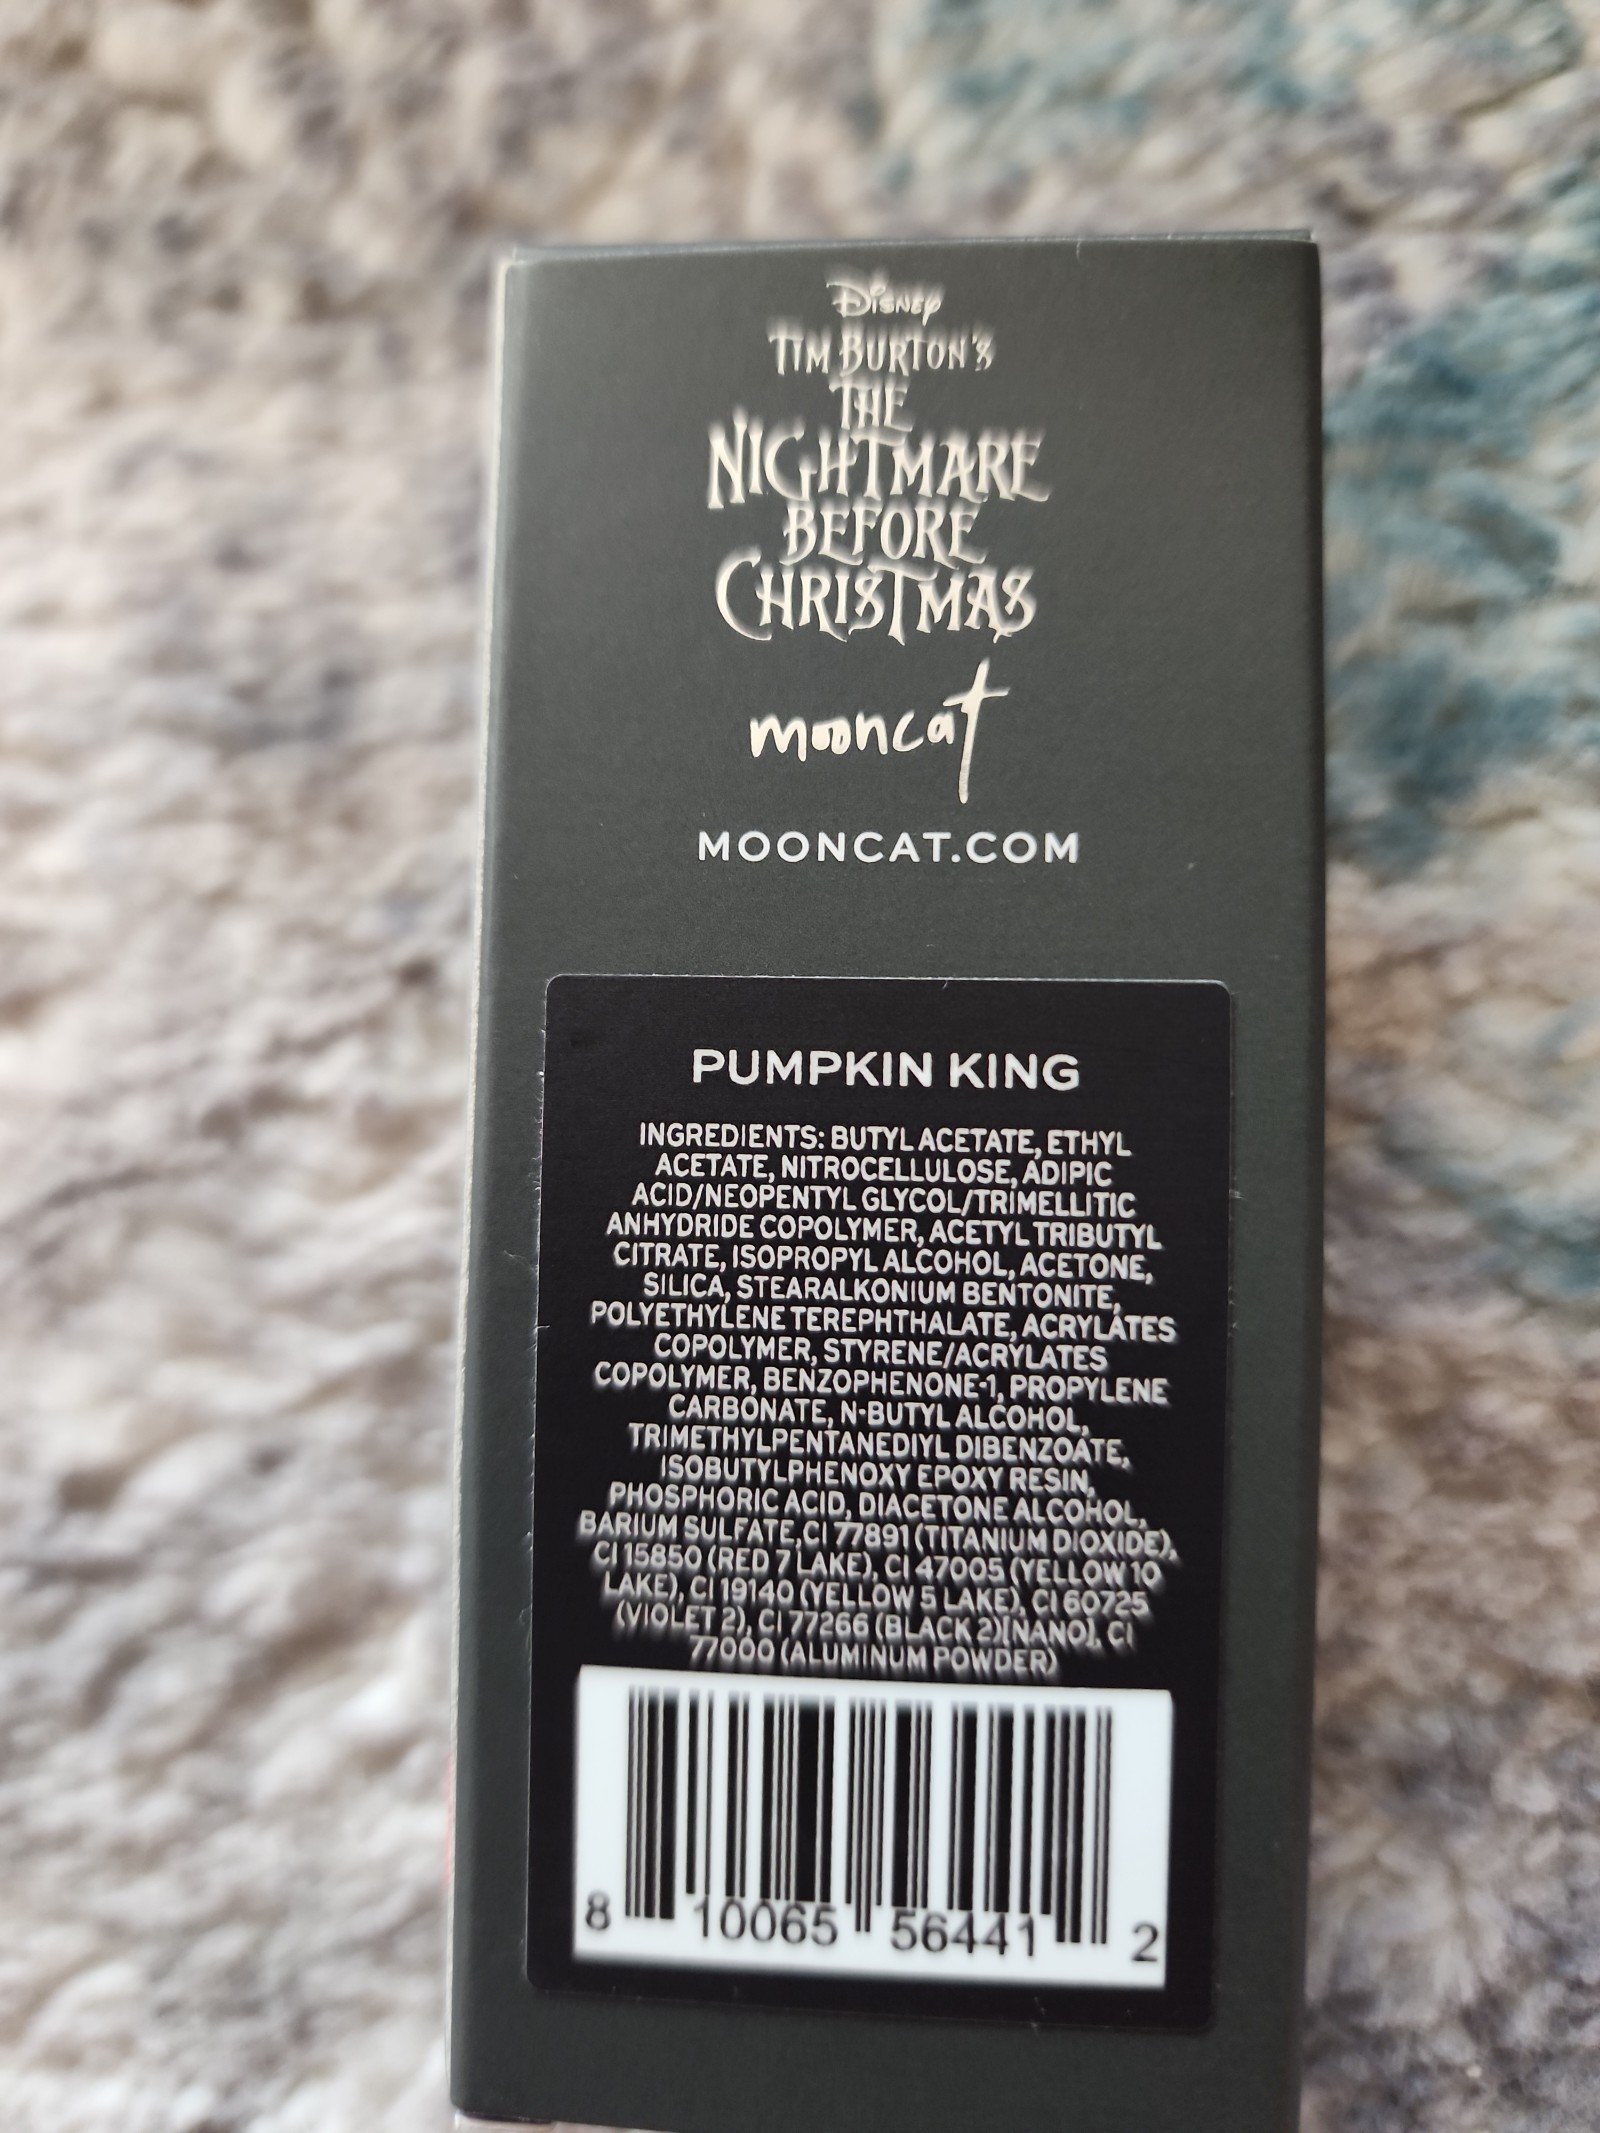 Disney
TIM BURTON'S
THE
NIGHTMARE
BEFORE
CHRISTMAS
mooncat
MOONCAT.COM
PUMPKIN KING
INGREDIENTS: BUTYL ACETATE, ETHYL
ACETATE, NITROCELLULOSE, ADIPIC
ACID/NEOPENTYL GLYCOL/TRIMELLITIC
ANHYDRIDE COPOLYMER, ACETYL TRIBUTYL
CITRATE, ISOPROPYL ALCOHOL, ACETONE,
SILICA, STEARALKONIUM BENTONITE,
POLYETHYLENE TEREPHTHALATE, ACRYLATES
COPOLYMER, STYRENE/ACRYLATES
COPOLYMER, BENZOPHENONE-1, PROPYLENE
CARBONATE, N-BUTYL ALCOHOL,
TRIMETHYLPENTANEDIYL DIBENZOATE,
ISOBUTYLPHENOXY EPOXY RESIN,
PHOSPHORIC ACID, DIACETONE ALCOHOL,
BARIUM SULFATE, CI 77891 (TITANIUM DIOXIDE),
CI 15850 (RED 7 LAKE), CI 47005 (YELLOW 10
LAKE), CI 19140 (YELLOW 5 LAKE), CI 60725
(VIOLET 2), CI 77266 (BLACK 2)[NANO], CI
77000 (ALUMINUM POWDER)
8 10065 56441 2